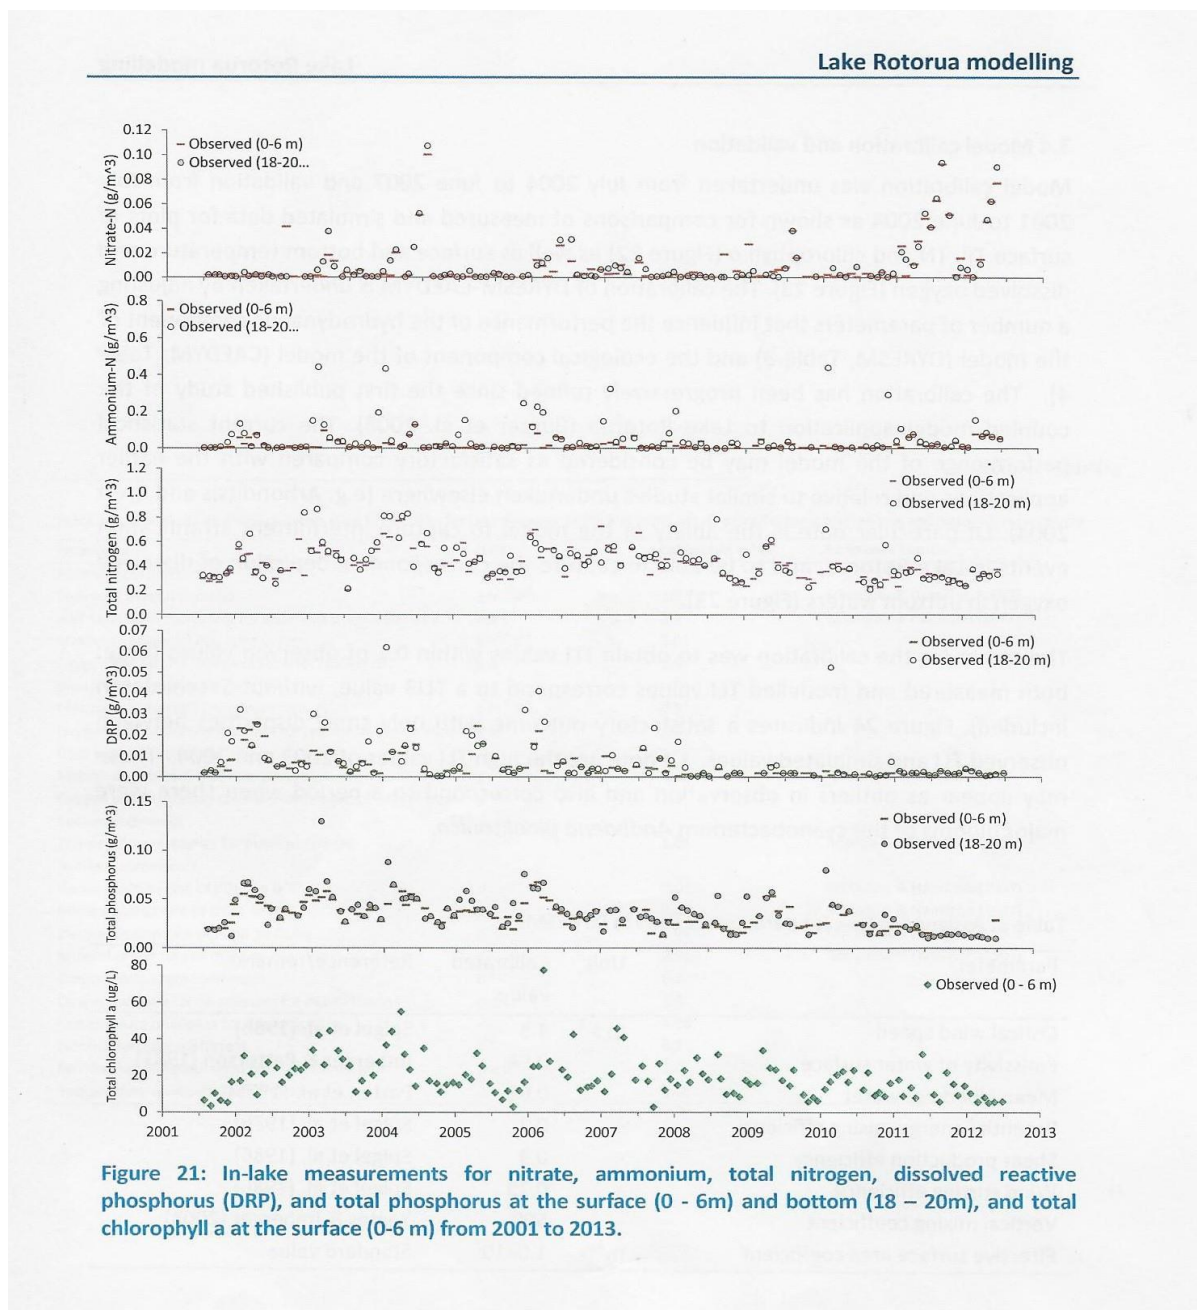 Lake Rotorua modelling
Nitrate-N (g/m^3)
0.12
0.10
0.08
0.06
0.04
0.02
0.00
Observed (0-6 m)
Observed (18-20...
Ammonium-N(g/m^3)
0.8
0.6
0.4
0.2
0.0
Observed (0-6 m)
Observed (18-20...
Total nitrogen (g/m^3)
1.2
1.0
0.8
0.6
0.4
0.2
0.0
Observed (0-6 m)
Observed (18-20 m)
DRP (g/m^3)
0.07
0.06
0.05
0.04
0.03
0.02
0.01
0.00
Observed (0-6 m)
Observed (18-20 m)
Total phosphorus (g/m^3)
0.15
0.10
0.05
0.00
Observed (0-6 m)
Observed (18-20 m)
Total chlorophyll a (ug/L)
80
60
40
20
0
Observed (0 - 6 m)
2001 2002 2003 2004 2005 2006 2007 2008 2009 2010 2011 2012 2013
Figure 21: In-lake measurements for nitrate, ammonium, total nitrogen, dissolved reactive
phosphorus (DRP), and total phosphorus at the surface (0 - 6m) and bottom (18 – 20m), and total
chlorophyll a at the surface (0-6 m) from 2001 to 2013.